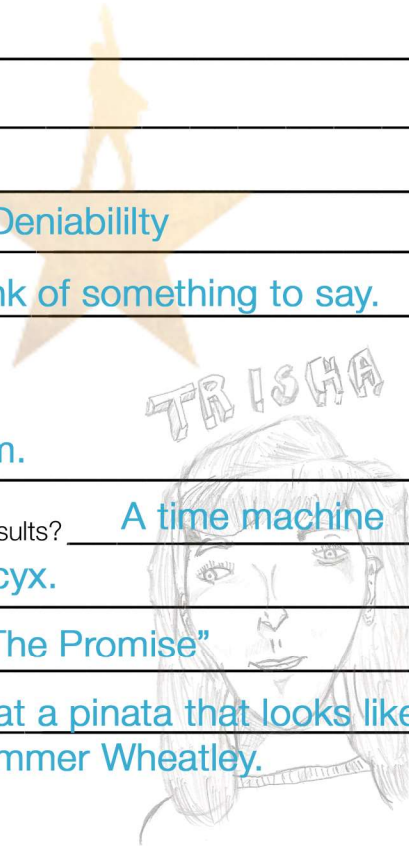 Deniabililty
nk of something to say.
TRISHA
m.
sults? A time machine
cyx.
The Promise”
at a pinata that looks like
mmer Wheatley.